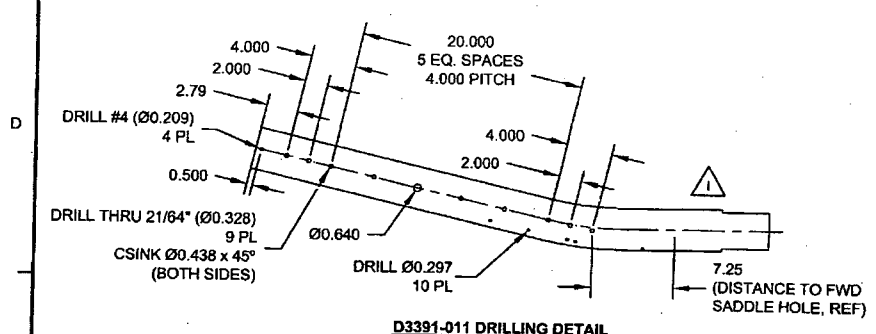 20.000
5 EQ. SPACES
4.000 PITCH
4.000
2.000
2.79
DRILL #4 (Ø0.209)
4 PL
D
0.500
4.000
2.000
1
DRILL THRU 21/64" (Ø0.328)
9 PL
CSINK Ø0.438 x 45°
(BOTH SIDES)
Ø0.640
DRILL Ø0.297
10 PL
7.25
(DISTANCE TO FWD
SADDLE HOLE, REF)
D3391-011 DRILLING DETAIL